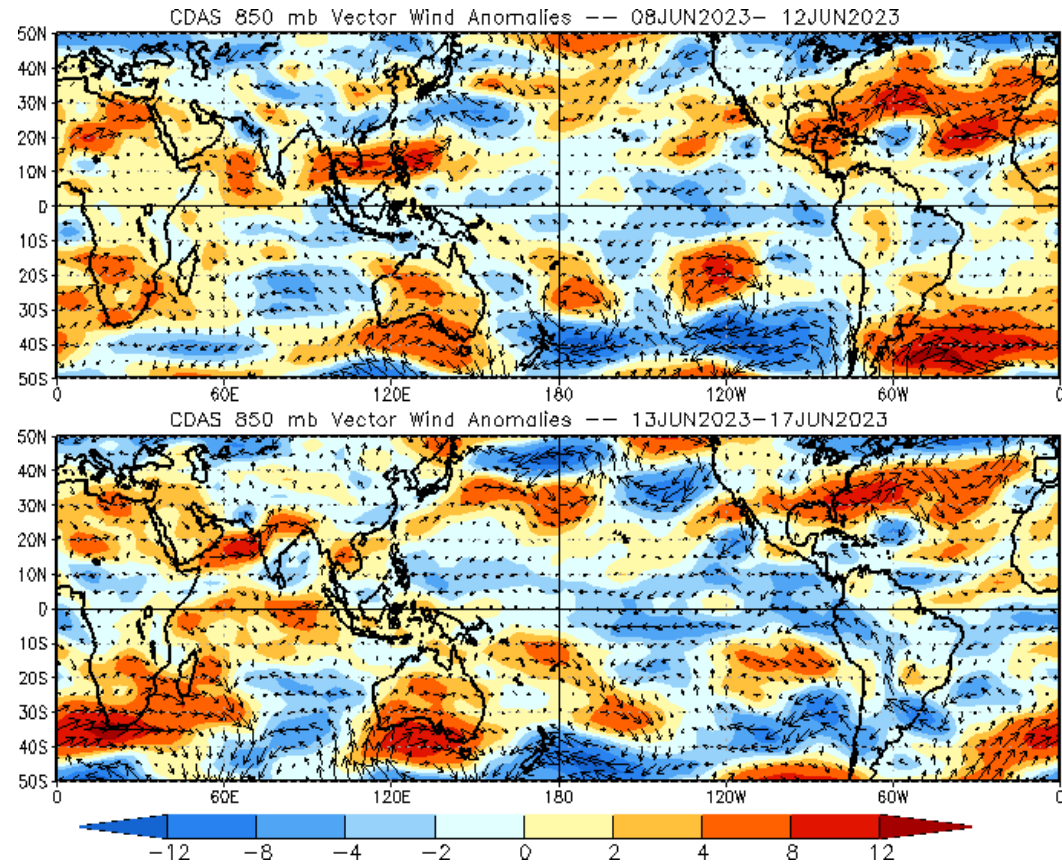 CDAS 850 mb Vector Wind Anomalies -- 08JUN2023- 12JUN2023
50N
40N
30N
20N
10N
0
10S
20S
30S
40S
50S
0 60E 120E 180 120W 60W 0
CDAS 850 mb Vector Wind Anomalies -- 13JUN2023-17JUN2023
50N
40N
30N
20N
10N
0
10S
20S
30S
40S
50S
0 60E 120E 180 120W 60W 0
-12 -8 -4 -2 0 2 4 8 12